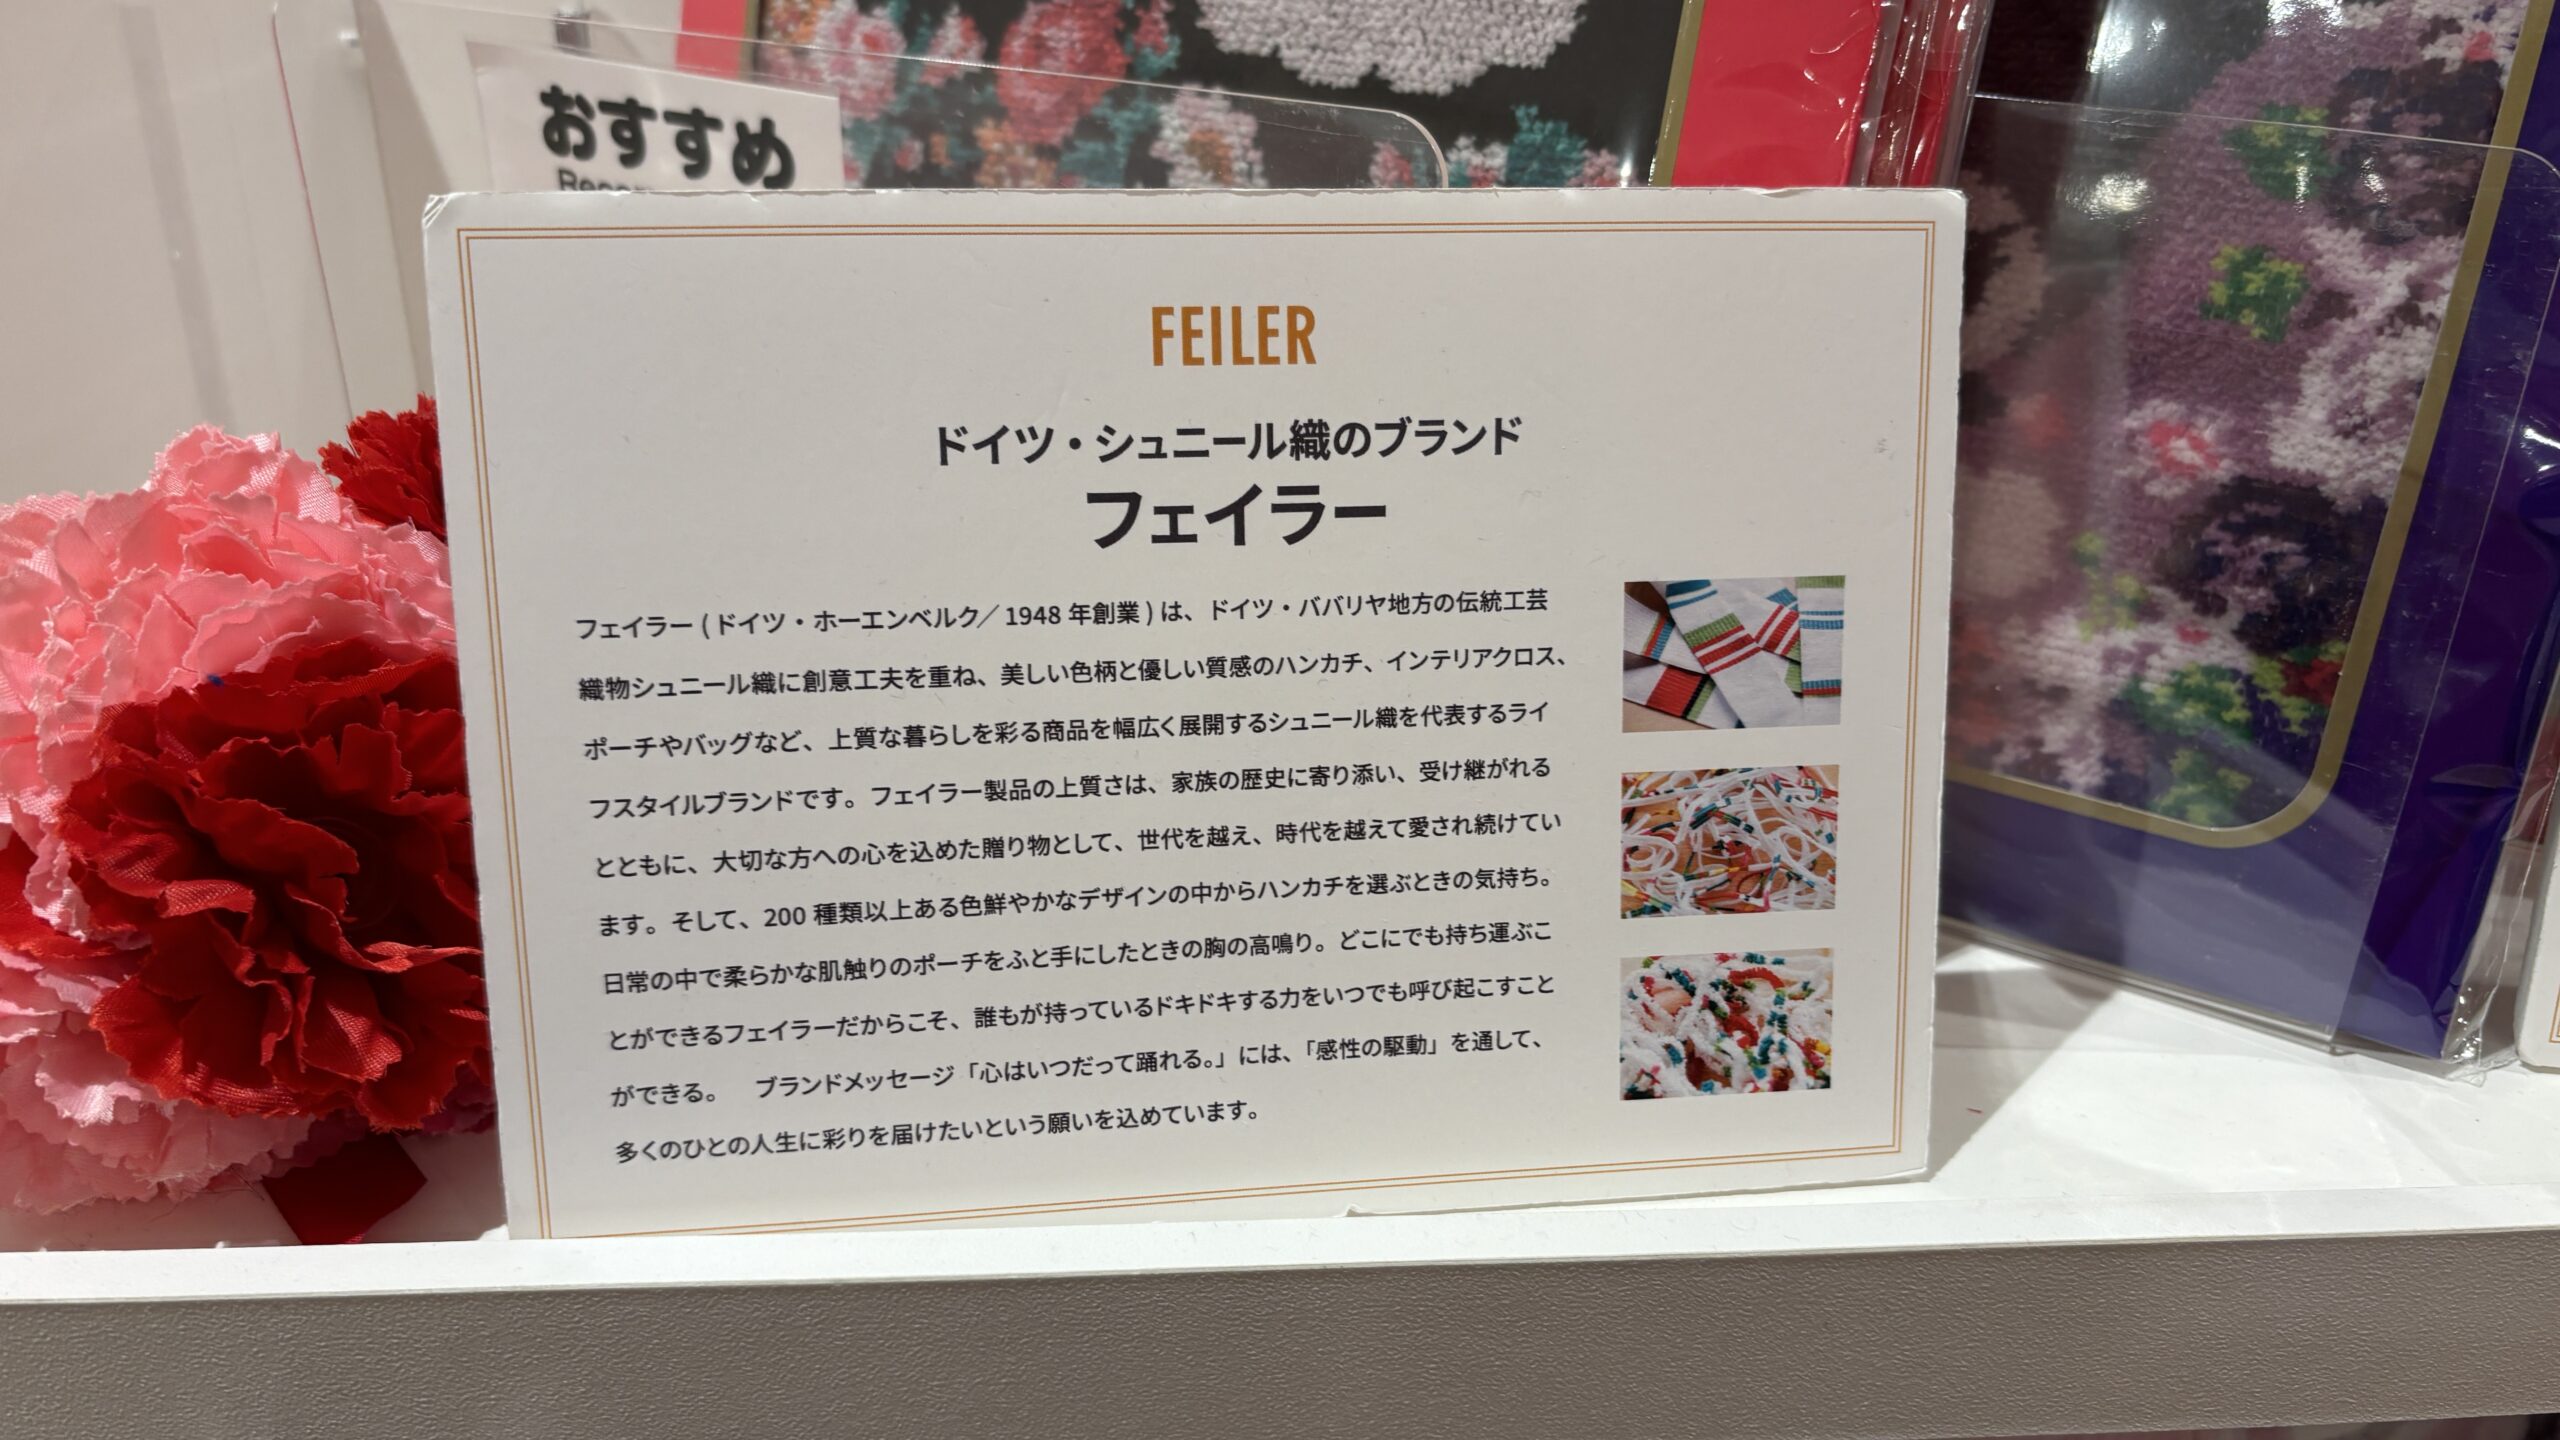 おすすめ
FEILER
ドイツ・シュニール織のブランド
フェイラー
フェイラー ( ドイツ・ホーエンベルク／ 1948 年創業 ) は、ドイツ・ババリヤ地方の伝統工芸
織物シュニール織に創意工夫を重ね、美しい色柄と優しい質感のハンカチ、インテリアクロス、
ポーチやバッグなど、上質な暮らしを彩る商品を幅広く展開するシュニール織を代表するライ
フスタイルブランドです。フェイラー製品の上質さは、家族の歴史に寄り添い、受け継がれる
とともに、大切な方への心を込めた贈り物として、世代を越え、時代を越えて愛され続けてい
ます。そして、200 種類以上ある色鮮やかなデザインの中からハンカチを選ぶときの気持ち。
日常の中で柔らかな肌触りのポーチをふと手にしたときの胸の高鳴り。どこにでも持ち運ぶこ
とができるフェイラーだからこそ、誰もが持っているドキドキする力をいつでも呼び起こすこと
ができる。　ブランドメッセージ「心はいつだって踊れる。」には、「感性の駆動」を通して、
多くのひとの人生に彩りを届けたいという願いを込めています。